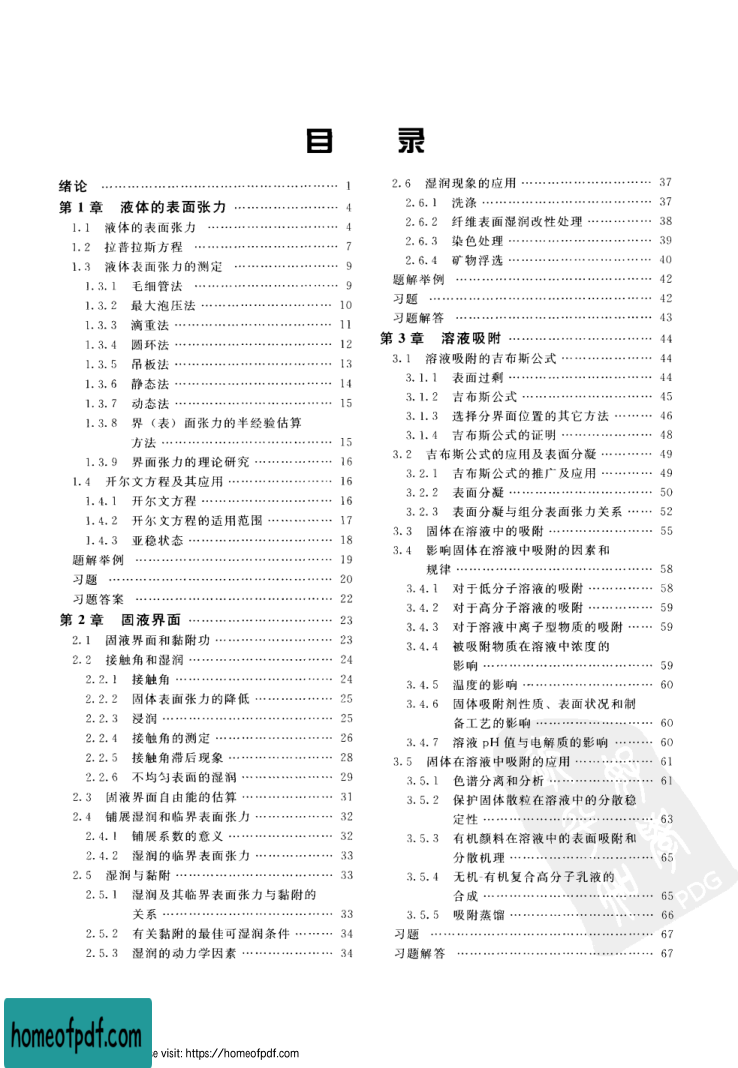 目 录
绪论 …… 1
第 1 章 液体的表面张力 …… 4
1.1 液体的表面张力 …… 4
1.2 拉普拉斯方程 …… 7
1.3 液体表面张力的测定 …… 9
1.3.1 毛细管法 …… 9
1.3.2 最大泡压法 …… 10
1.3.3 滴重法 …… 11
1.3.4 圆环法 …… 12
1.3.5 吊板法 …… 13
1.3.6 静态法 …… 14
1.3.7 动态法 …… 15
1.3.8 界（表）面张力的半经验估算
方法 …… 15
1.3.9 界面张力的理论研究 …… 16
1.4 开尔文方程及其应用 …… 16
1.4.1 开尔文方程 …… 16
1.4.2 开尔文方程的适用范围 …… 17
1.4.3 亚稳状态 …… 18
题解举例 …… 19
习题 …… 20
习题答案 …… 22
第 2 章 固液界面 …… 23
2.1 固液界面和黏附功 …… 23
2.2 接触角和湿润 …… 24
2.2.1 接触角 …… 24
2.2.2 固体表面张力的降低 …… 25
2.2.3 浸润 …… 25
2.2.4 接触角的测定 …… 26
2.2.5 接触角滞后现象 …… 28
2.2.6 不均匀表面的湿润 …… 29
2.3 固液界面自由能的估算 …… 31
2.4 铺展湿润和临界表面张力 …… 32
2.4.1 铺展系数的意义 …… 32
2.4.2 湿润的临界表面张力 …… 33
2.5 湿润与黏附 …… 33
2.5.1 湿润及其临界表面张力与黏附的
关系 …… 33
2.5.2 有关黏附的最佳可湿润条件 …… 34
2.5.3 湿润的动力学因素 …… 34
2.6 湿润现象的应用 …… 37
2.6.1 洗涤 …… 37
2.6.2 纤维表面湿润改性处理 …… 38
2.6.3 染色处理 …… 39
2.6.4 矿物浮选 …… 40
题解举例 …… 42
习题 …… 42
习题解答 …… 43
第 3 章 溶液吸附 …… 44
3.1 溶液吸附的吉布斯公式 …… 44
3.1.1 表面过剩 …… 44
3.1.2 吉布斯公式 …… 45
3.1.3 选择分界面位置的其它方法 …… 46
3.1.4 吉布斯公式的证明 …… 48
3.2 吉布斯公式的应用及表面分凝 …… 49
3.2.1 吉布斯公式的推广及应用 …… 49
3.2.2 表面分凝 …… 50
3.2.3 表面分凝与组分表面张力关系 …… 52
3.3 固体在溶液中的吸附 …… 55
3.4 影响固体在溶液中吸附的因素和
规律 …… 58
3.4.1 对于低分子溶液的吸附 …… 58
3.4.2 对于高分子溶液的吸附 …… 59
3.4.3 对于溶液中离子型物质的吸附 …… 59
3.4.4 被吸附物质在溶液中浓度的
影响 …… 59
3.4.5 温度的影响 …… 60
3.4.6 固体吸附剂性质、表面状况和制
备工艺的影响 …… 60
3.4.7 溶液 pH 值与电解质的影响 …… 60
3.5 固体在溶液中吸附的应用 …… 61
3.5.1 色谱分离和分析 …… 61
3.5.2 保护固体散粒在溶液中的分散稳
定性 …… 63
3.5.3 有机颜料在溶液中的表面吸附和
分散机理 …… 65
3.5.4 无机-有机复合高分子乳液的
合成 …… 65
3.5.5 吸附蒸馏 …… 66
习题 …… 67
习题解答 …… 67
PDG
homeofpdf.com
e visit: https://homeofpdf.com